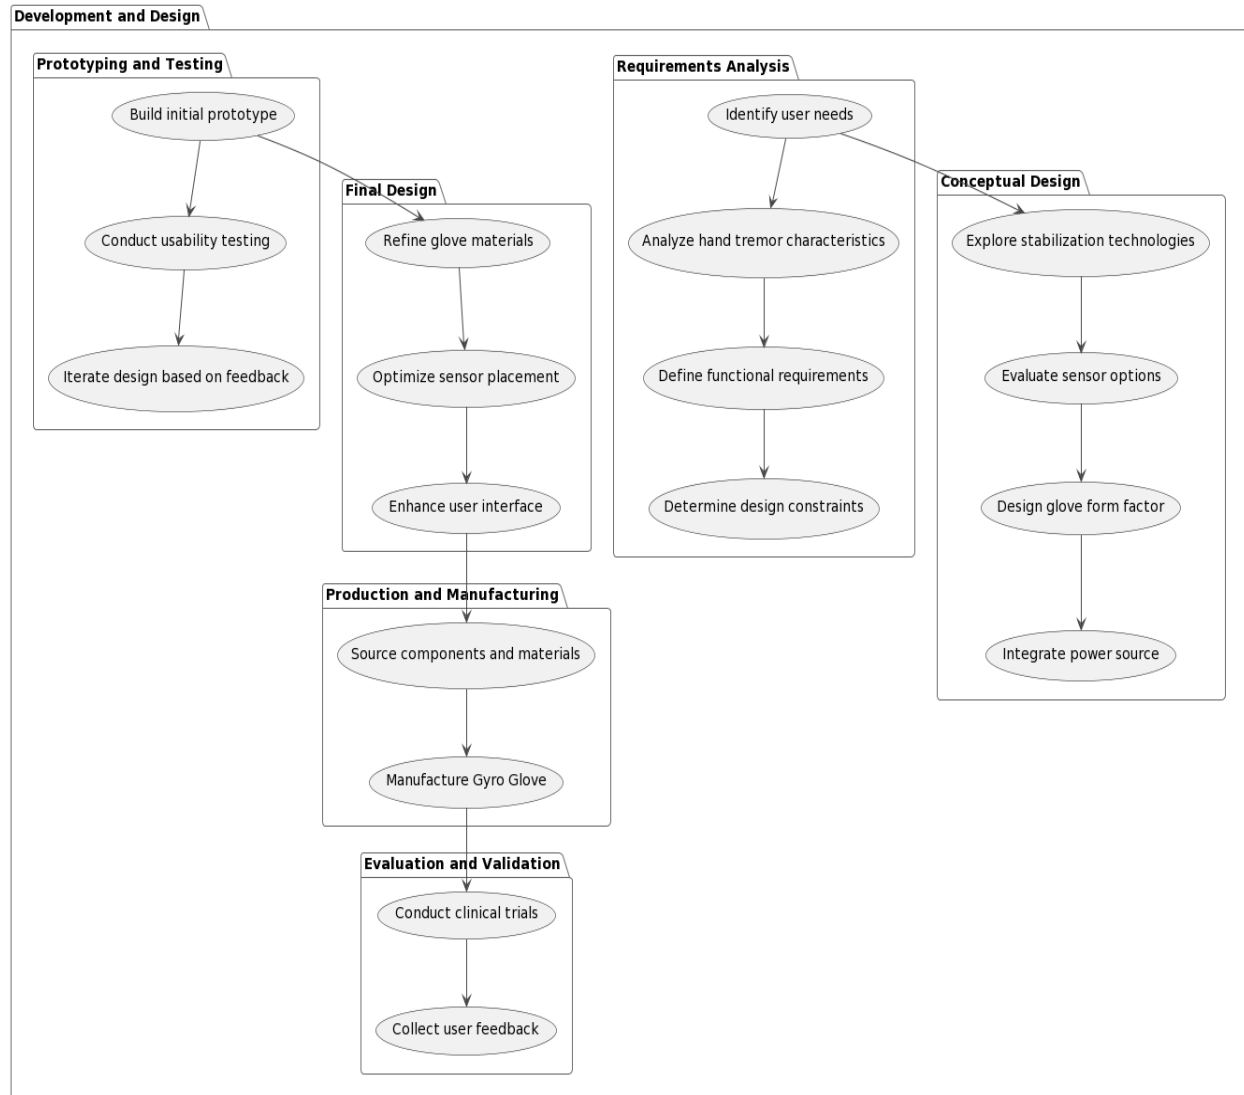 Development and Design
Prototyping and Testing
Build initial prototype
Conduct usability testing
Iterate design based on feedback
Final Design
Refine glove materials
Optimize sensor placement
Enhance user interface
Production and Manufacturing
Source components and materials
Manufacture Gyro Glove
Evaluation and Validation
Conduct clinical trials
Collect user feedback
Requirements Analysis
Identify user needs
Analyze hand tremor characteristics
Define functional requirements
Determine design constraints
Conceptual Design
Explore stabilization technologies
Evaluate sensor options
Design glove form factor
Integrate power source